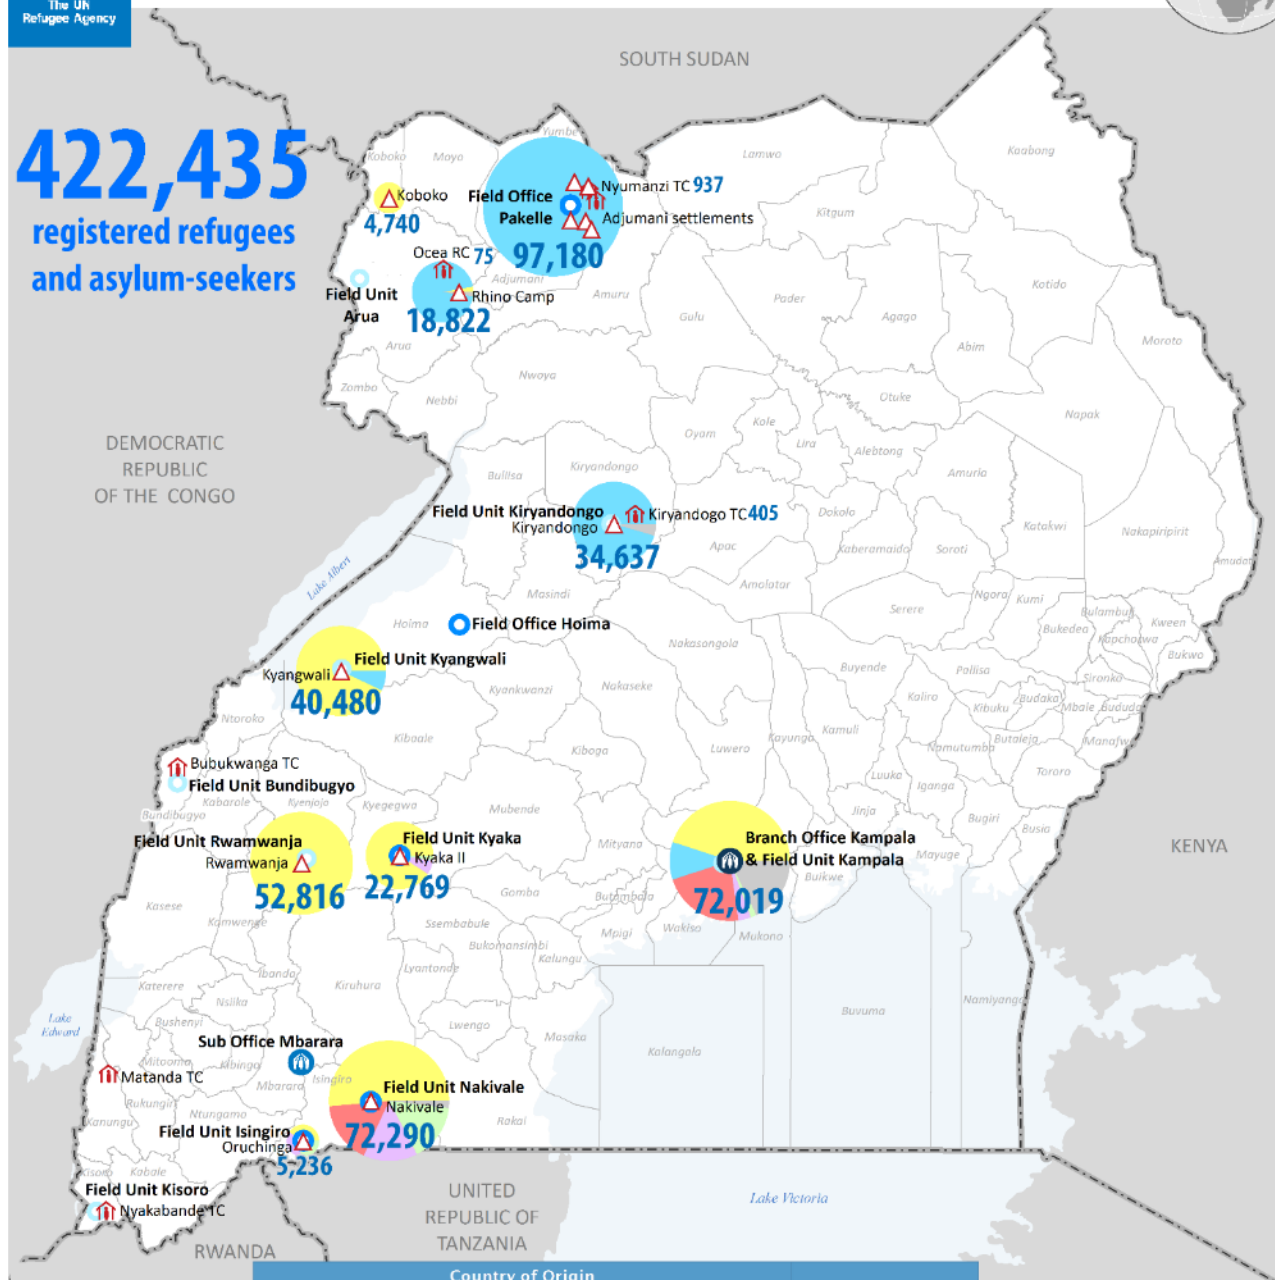 The UN
Refugee Agency
SOUTH SUDAN
422,435
registered refugees
and asylum-seekers
Yumbe
Koboko
Moyo
Lamwo
Kaabong
Koboko
4,740
Field Office
Pakelle
97,180
Nyumanzi TC 937
Adjumani settlements
Kitgum
Ocea RC 75
Rhino Camp
18,822
Field Unit
Arua
Adjumani
Amuru
Gulu
Pader
Agago
Kotido
Abim
Moroto
Arua
Zombo
Nebbi
Nwoya
Otuke
Napak
Oyam
Kole
Lira
Alebtong
Amuria
DEMOCRATIC
REPUBLIC
OF THE CONGO
Buliisa
Kiryandongo
Field Unit Kiryandongo
Kiryandongo
Kiryandogo TC 405
34,637
Dokolo
Apac
Kaberamaido
Soroti
Katakwi
Nakapiripirit
Amudat
Amolatar
Lake Albert
Masindi
Hoima
Field Office Hoima
Nakasongola
Serere
Ngora
Kumi
Bukedea
Bulambuli
Kapchorwa
Kween
Bukwo
Field Unit Kyangwali
Kyangwali
40,480
Kyankwanzi
Nakaseke
Buyende
Pallisa
Sironko
Kaliro
Kibuku
Budaka
Mbale
Bududa
Ntoroko
Kibaale
Kiboga
Luwero
Kayunga
Kamuli
Namutumba
Butaleja
Manafwa
Tororo
Bubukwanga TC
Field Unit Bundibugyo
Bundibugyo
Kabarole
Kyenjojo
Kyegegwa
Mubende
Luuka
Iganga
Jinja
Bugiri
Busia
Field Unit Rwamwanja
Rwamwanja
52,816
Field Unit Kyaka
Kyaka II
22,769
Mityana
Branch Office Kampala
& Field Unit Kampala
72,019
Mayuge
Buikwe
KENYA
Kasese
Kamwenge
Gomba
Butambala
Ssembabule
Bukomansimbi
Kalungu
Mpigi
Wakiso
Mukono
Ibanda
Kiruhura
Lyantonde
Katerere
Nsiika
Bushenyi
Lwengo
Masaka
Kalangala
Buvuma
Namiyango
Lake
Edward
Sub Office Mbarara
Mitooma
Kibinga
Mbarara
Isingiro
Matanda TC
Rukungiri
Kanungu
Ntungamo
Field Unit Nakivale
Nakivale
72,290
Rakai
Field Unit Isingiro
Oruchinga
5,236
Kisoro
Kabale
Field Unit Kisoro
Nyakabande TC
UNITED
REPUBLIC OF
TANZANIA
Lake Victoria
RWANDA
Country of Origin